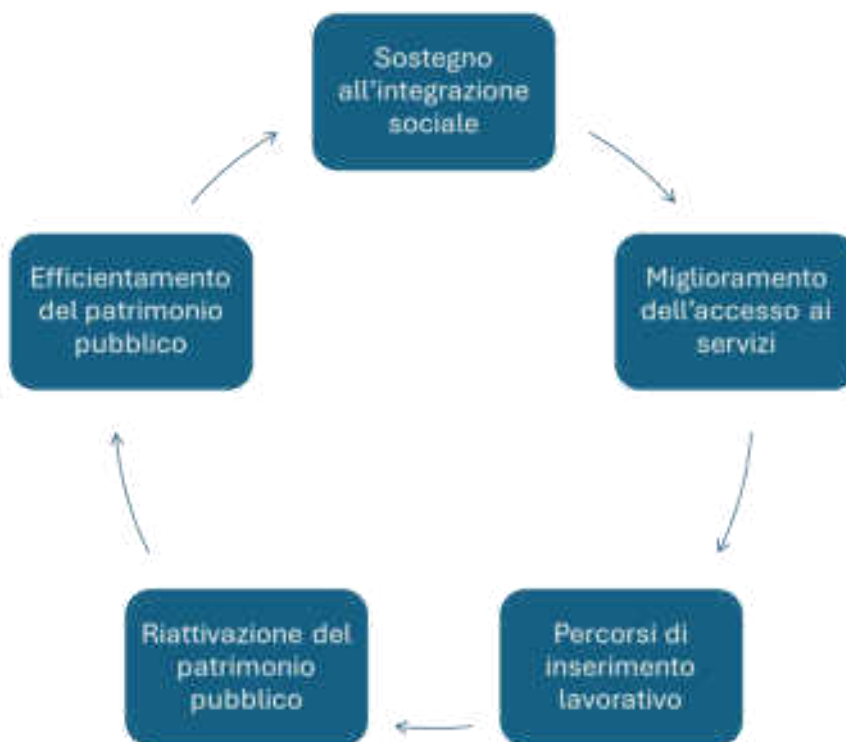 Sostegno
all'integrazione
sociale
Miglioramento
dell'accesso ai
servizi
Percorsi di
inserimento
lavorativo
Riattivazione del
patrimonio
pubblico
Efficientamento
del patrimonio
pubblico